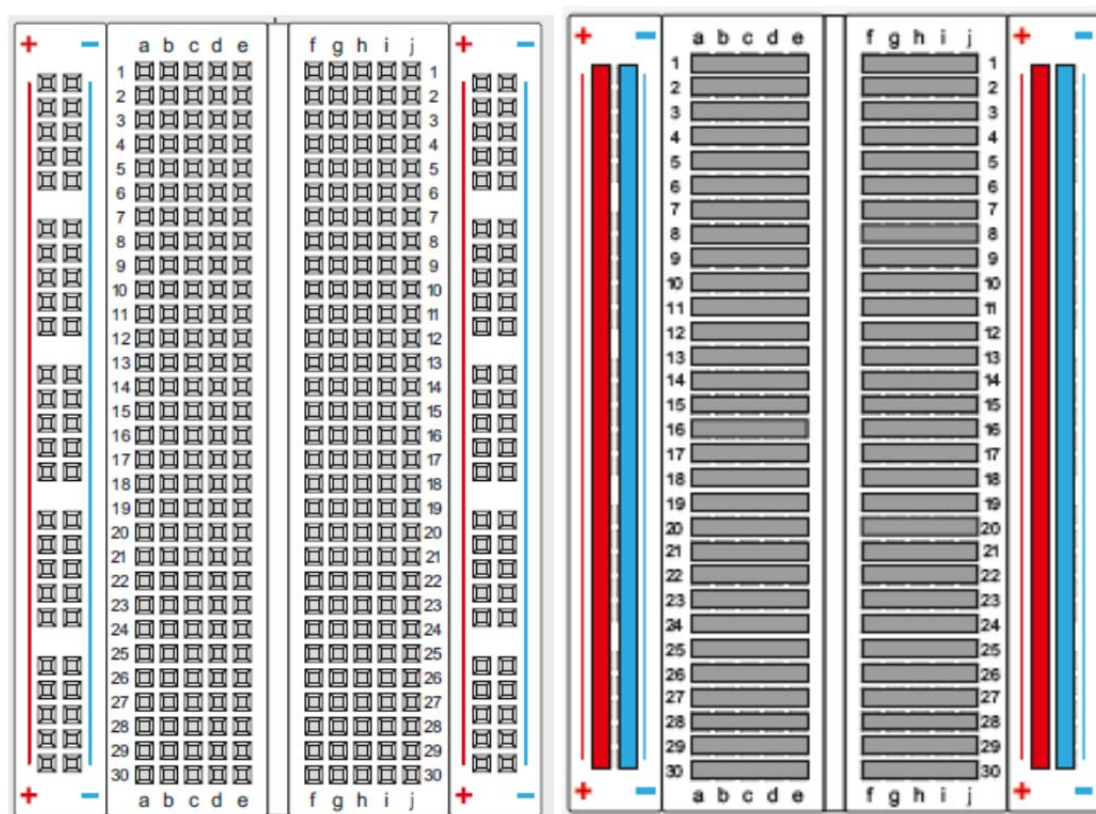 + − a b c d e f g h i j + − + − a b c d e f g h i j + −
1 1 1 1
2 2 2 2
3 3 3 3
4 4 4 4
5 5 5 5
6 6 6 6
7 7 7 7
8 8 8 8
9 9 9 9
10 10 10 10
11 11 11 11
12 12 12 12
13 13 13 13
14 14 14 14
15 15 15 15
16 16 16 16
17 17 17 17
18 18 18 18
19 19 19 19
20 20 20 20
21 21 21 21
22 22 22 22
23 23 23 23
24 24 24 24
25 25 25 25
26 26 26 26
27 27 27 27
28 28 28 28
29 29 29 29
30 30 30 30
+ − a b c d e f g h i j + − + − a b c d e f g h i j + −